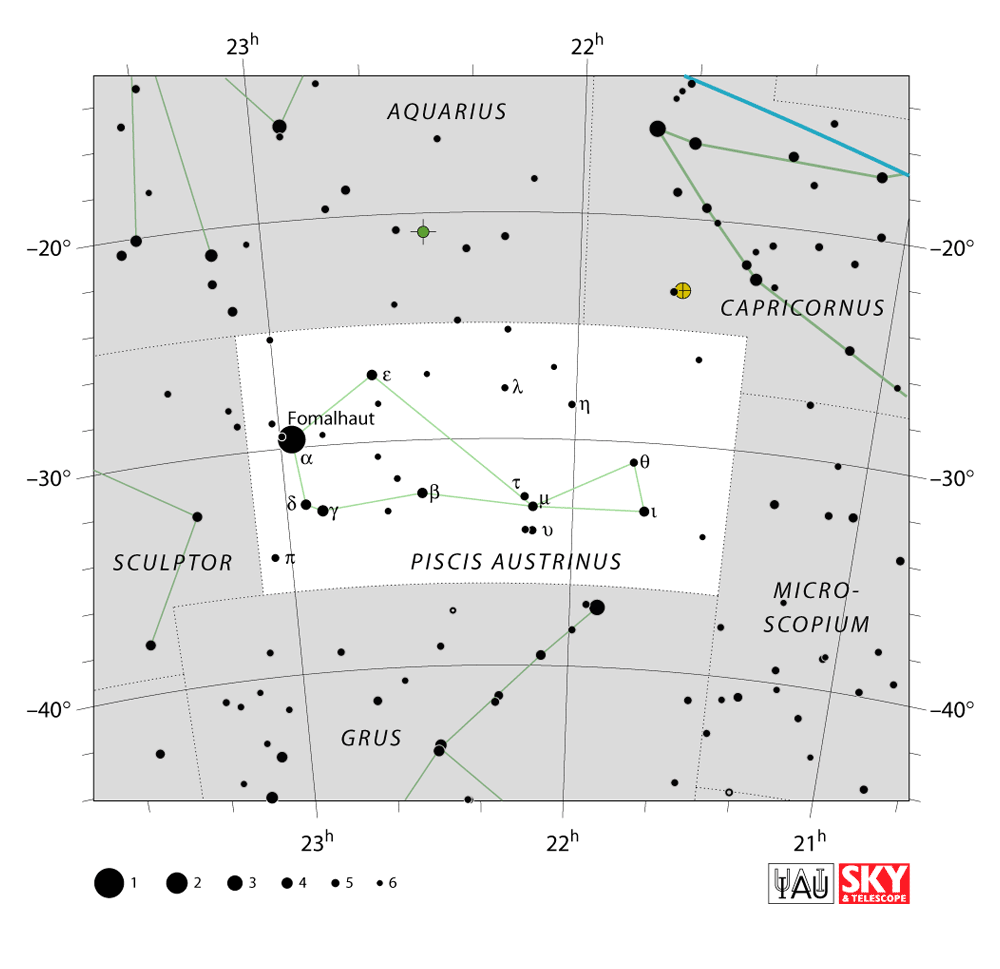 23h 22h
AQUARIUS
−20° −20°
CAPRICORNUS
ε
λ
η
Fomalhaut
α
θ
−30° −30°
τ
β
μ
δ
γ
ι
υ
π
SCULPTOR
PISCIS AUSTRINUS
MICRO-
SCOPIUM
−40° −40°
GRUS
23h 22h 21h
1 2 3 4 5 6
IAU
SKY
& TELESCOPE